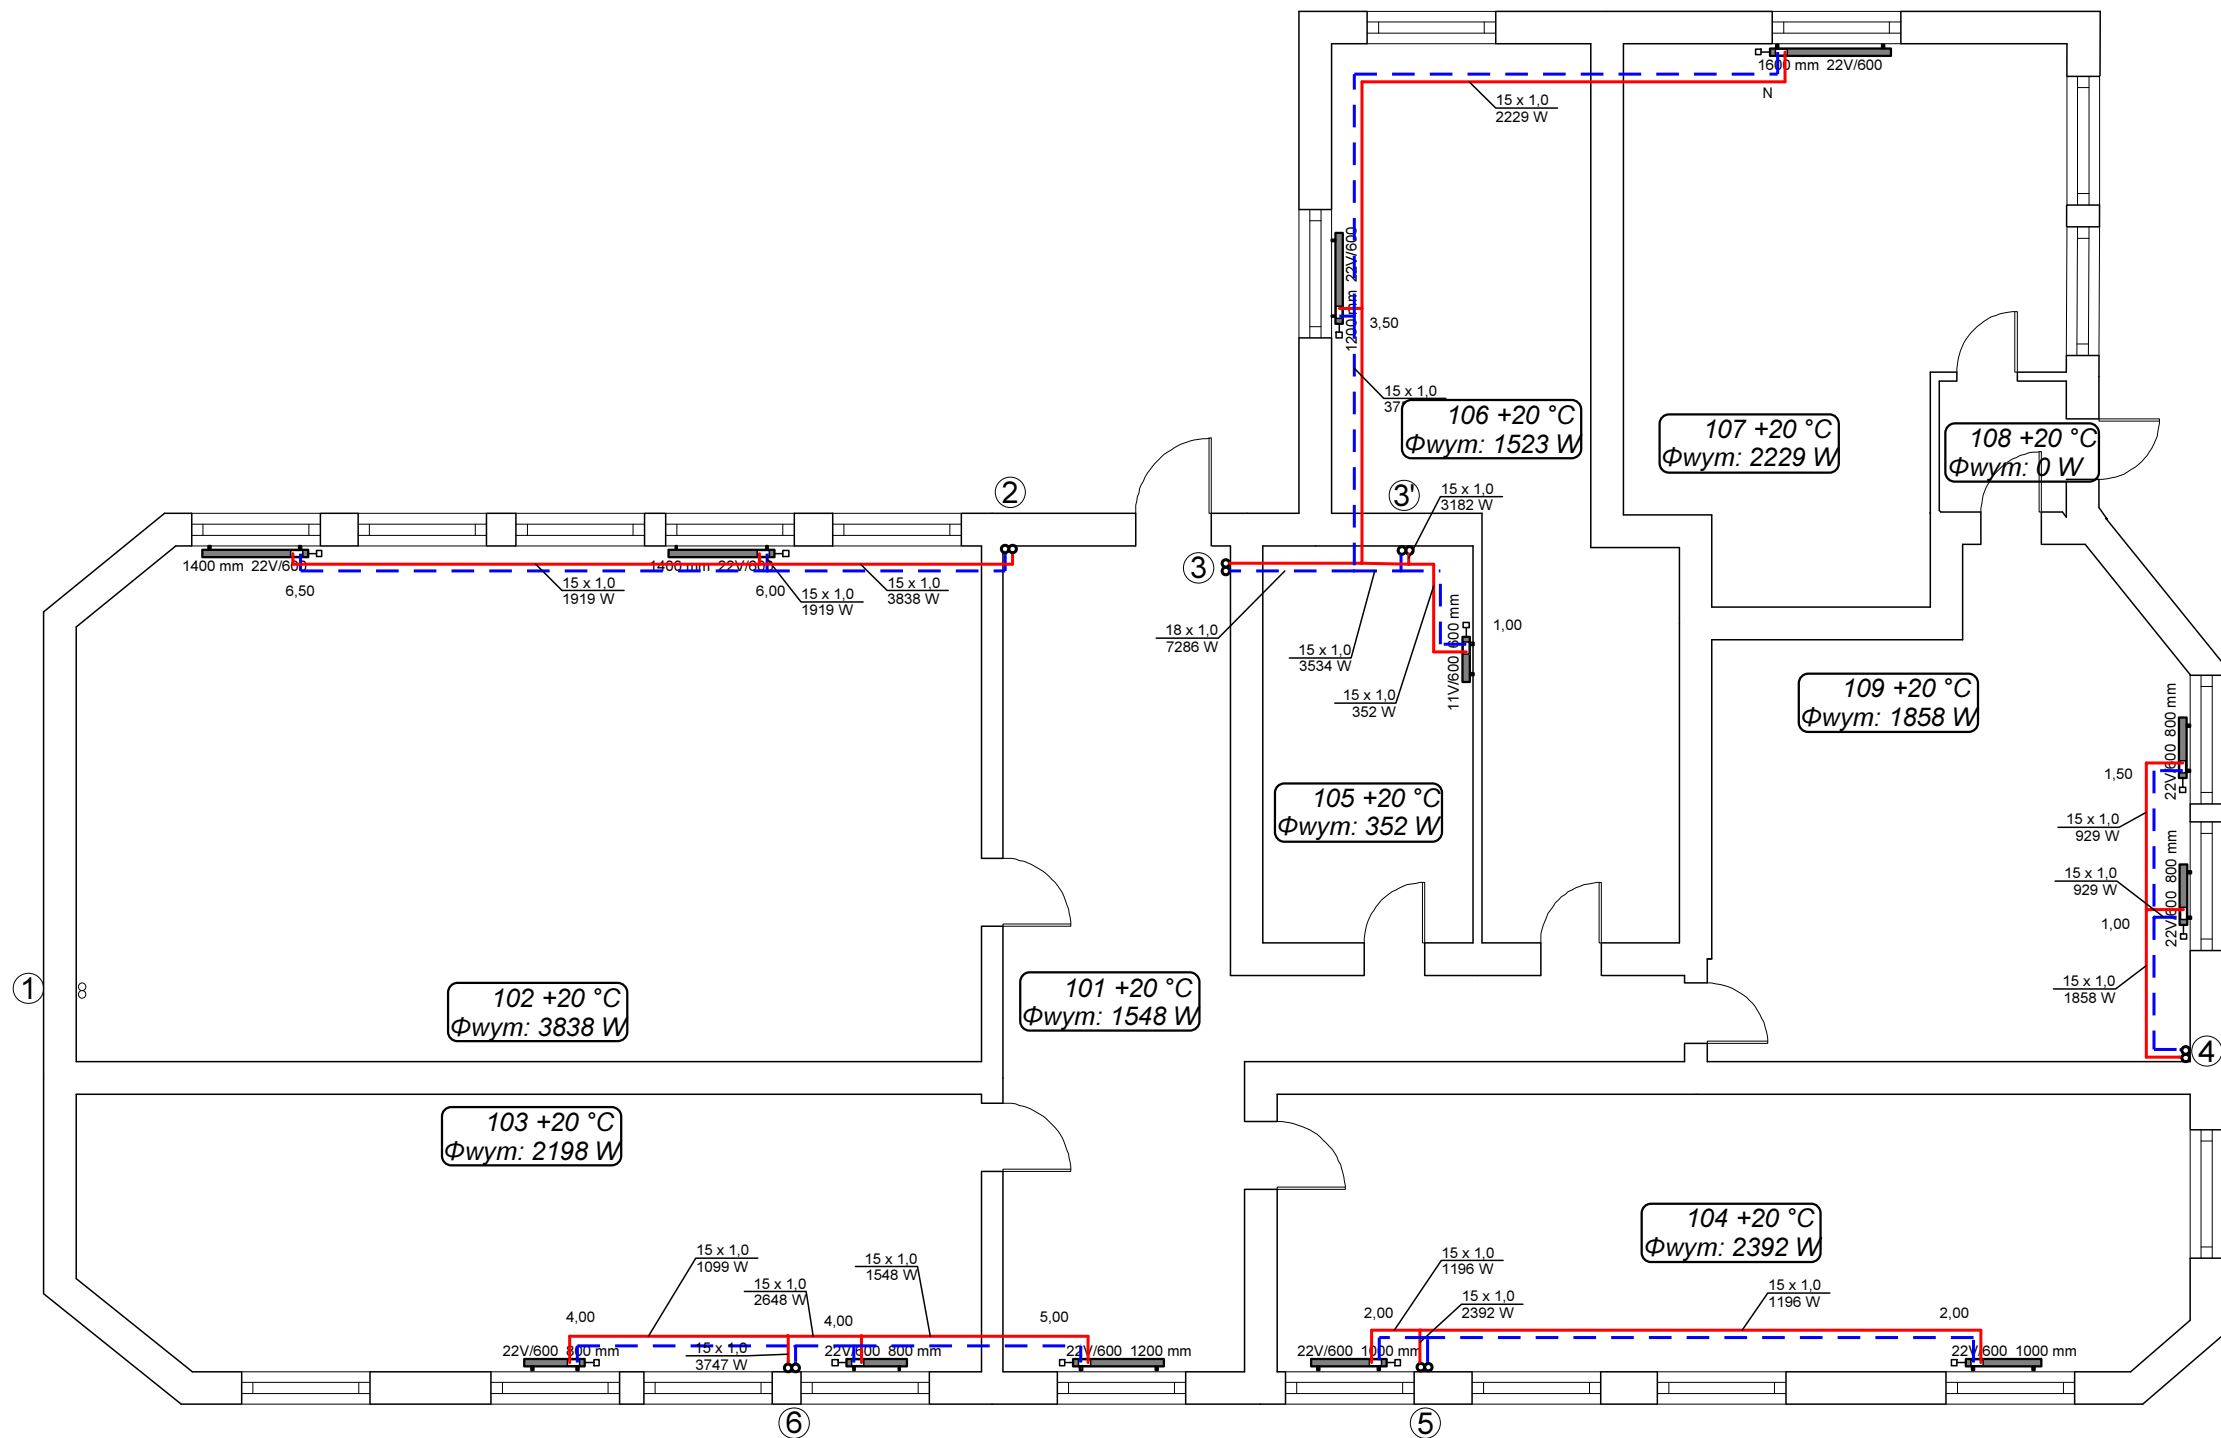 1600 mm 22V/600
N
15 x 1,0
2229 W
1200 mm 22V/600
3,50
15 x 1,0
106 +20 °C
Φwym: 1523 W
107 +20 °C
Φwym: 2229 W
108 +20 °C
Φwym: 0 W
2
3'
15 x 1,0
3182 W
1400 mm 22V/600
6,50
15 x 1,0
1919 W
1400 mm 22V/600
6,00
15 x 1,0
1919 W
15 x 1,0
3838 W
3
18 x 1,0
7286 W
15 x 1,0
3534 W
15 x 1,0
352 W
11V/600 600 mm
1,00
109 +20 °C
Φwym: 1858 W
22V/600 800 mm
1,50
15 x 1,0
929 W
105 +20 °C
Φwym: 352 W
15 x 1,0
929 W
22V/600 800 mm
1,00
15 x 1,0
1858 W
1
102 +20 °C
Φwym: 3838 W
101 +20 °C
Φwym: 1548 W
4
103 +20 °C
Φwym: 2198 W
104 +20 °C
Φwym: 2392 W
15 x 1,0
1099 W
15 x 1,0
2648 W
15 x 1,0
1548 W
15 x 1,0
1196 W
15 x 1,0
2392 W
15 x 1,0
1196 W
4,00
4,00
5,00
2,00
2,00
22V/600 800 mm
15 x 1,0
3747 W
22V/600 800 mm
22V/600 1200 mm
22V/600 1000 mm
22V/600 1000 mm
6
5